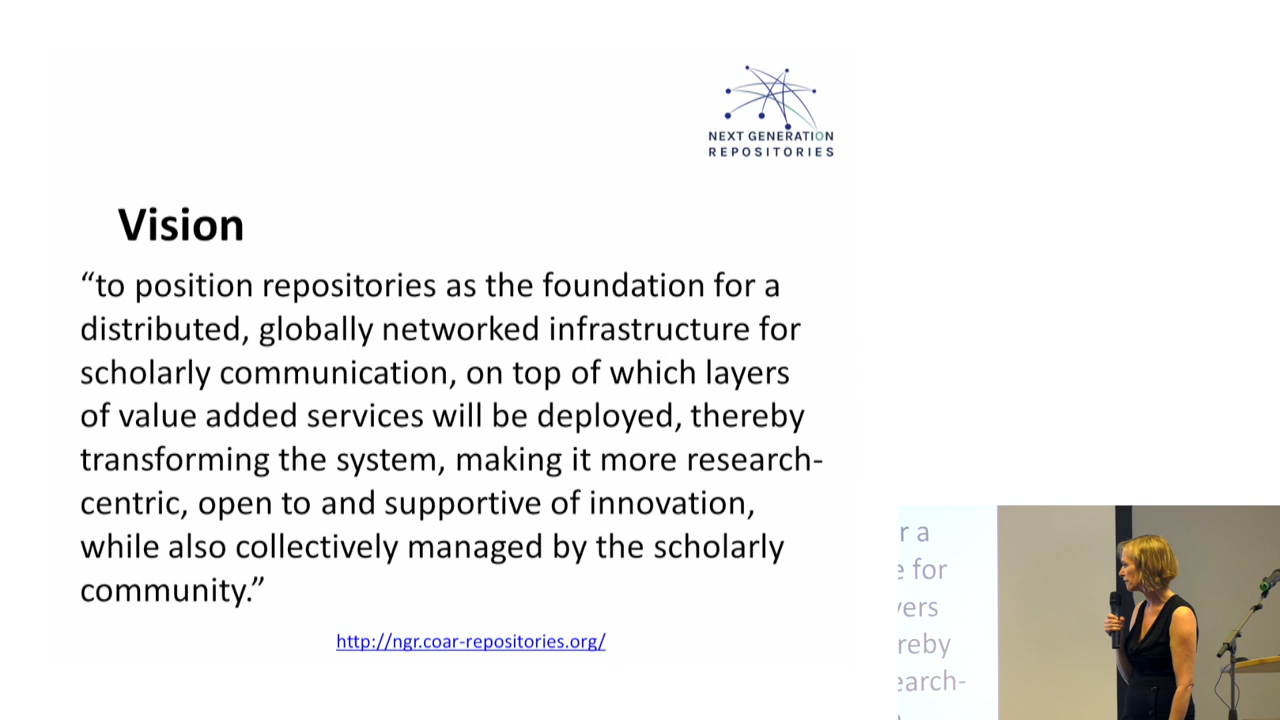 NEXT GENERATION
REPOSITORIES
Vision
“to position repositories as the foundation for a
distributed, globally networked infrastructure for
scholarly communication, on top of which layers
of value added services will be deployed, thereby
transforming the system, making it more research-
centric, open to and supportive of innovation,
while also collectively managed by the scholarly
community.”
http://ngr.coar-repositories.org/
r a
e for
yers
reby
earch-